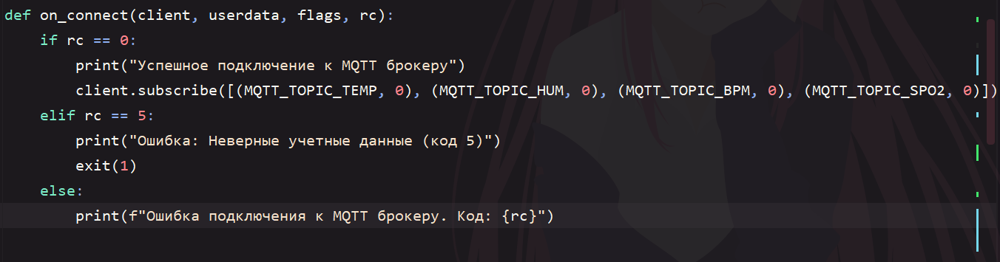 def on_connect(client, userdata, flags, rc):
    if rc == 0:
        print("Успешное подключение к MQTT брокеру")
        client.subscribe([(MQTT_TOPIC_TEMP, 0), (MQTT_TOPIC_HUM, 0), (MQTT_TOPIC_BPM, 0), (MQTT_TOPIC_SPO2, 0)])
    elif rc == 5:
        print("Ошибка: Неверные учетные данные (код 5)")
        exit(1)
    else:
        print(f"Ошибка подключения к MQTT брокеру. Код: {rc}")